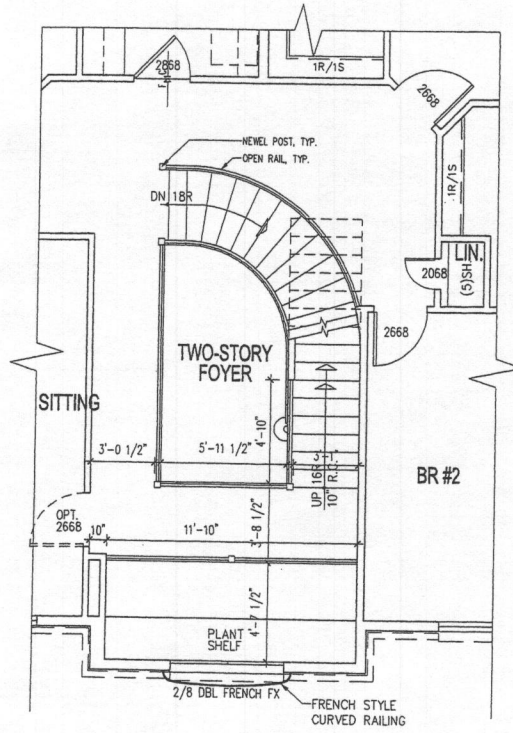 2868
1R/1S
2668
1R/1S
NEWEL POST, TYP.
OPEN RAIL, TYP.
DN 18R
LIN.
(5)SH.
2068
2668
TWO-STORY
FOYER
SITTING
4'-10"
3'-0 1/2"
5'-11 1/2"
3'-1"
UP 16R
10" R.C.
BR #2
OPT.
2668
10"
11'-10"
3'-8 1/2"
4'-7 1/2"
PLANT
SHELF
2/8 DBL FRENCH FX
FRENCH STYLE
CURVED RAILING